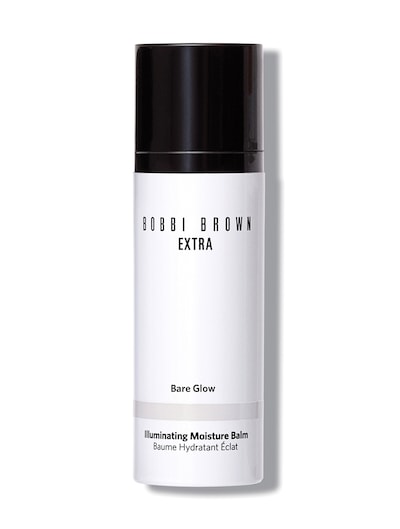 BOBBI BROWN
EXTRA
Bare Glow
Illuminating Moisture Balm
Baume Hydratant Éclat